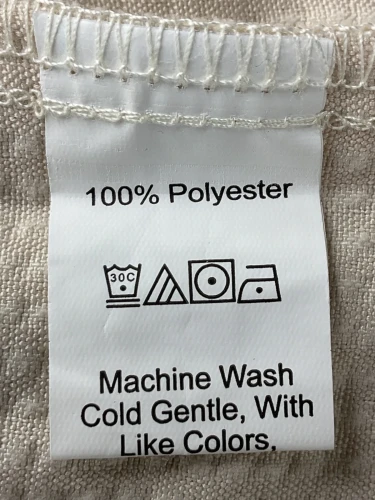 100% Polyester
30C
Machine Wash
Cold Gentle, With
Like Colors,